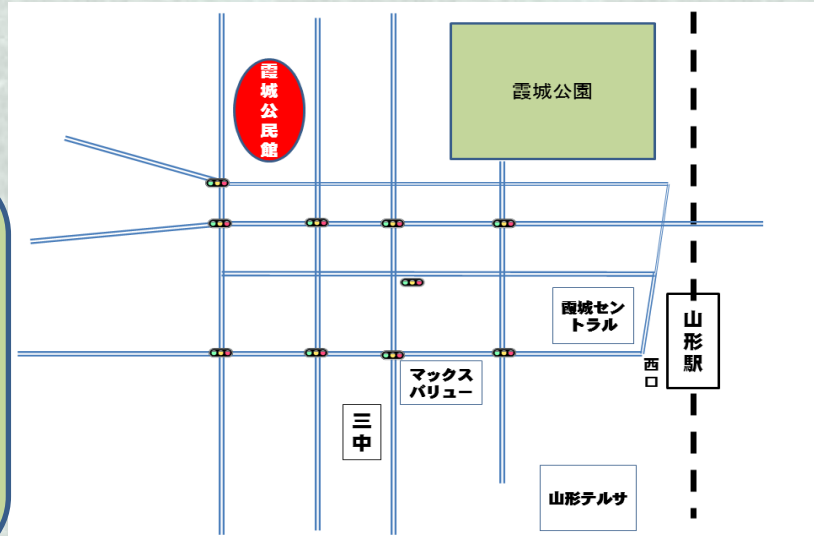 霞城公民館
霞城公園
霞城セン
トラル
山形駅
西口
マックス
バリュー
三中
山形テルサ